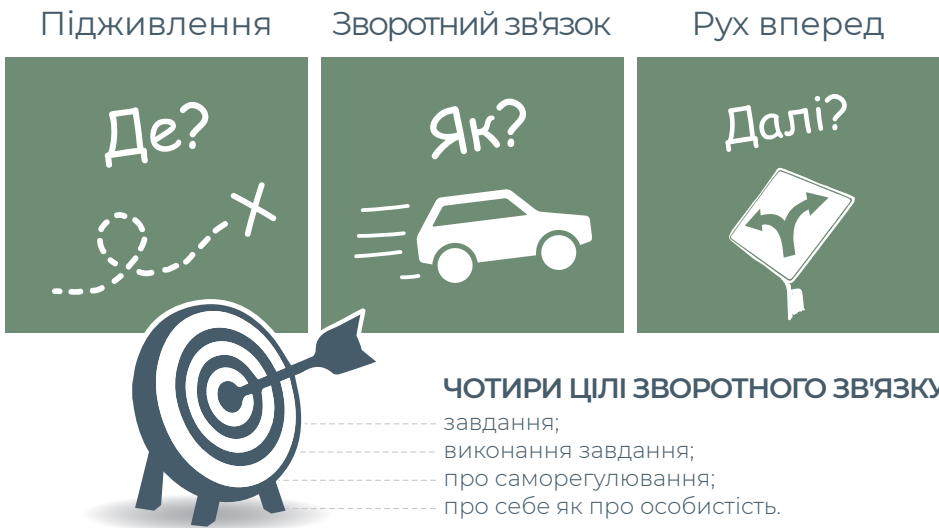 Підживлення
Зворотний зв'язок
Рух вперед
Де?
Як?
Далі?
ЧОТИРИ ЦІЛІ ЗВОРОТНОГО ЗВ'ЯЗКУ
завдання;
виконання завдання;
про саморегулювання;
про себе як про особистість.